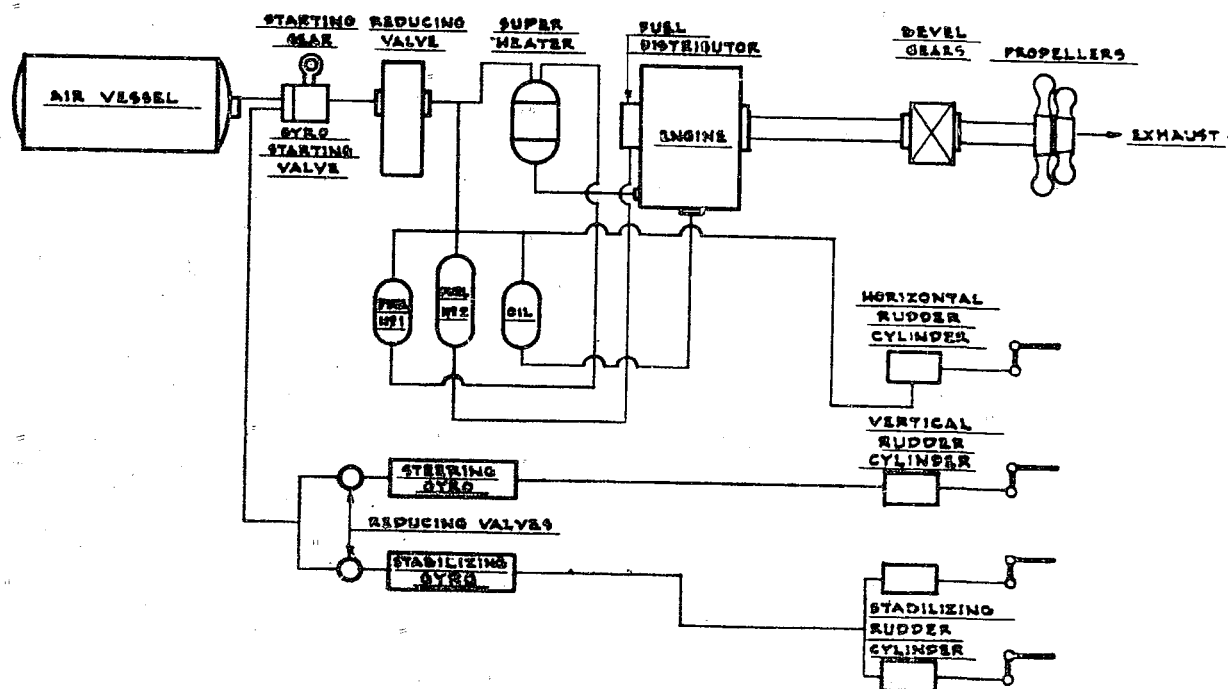 STARTING
GEAR
REDUCING
VALVE
SUPER
HEATER
FUEL
DISTRIBUTOR
BEVEL
GEARS
PROPELLERS
AIR VESSEL
GYRO
STARTING
VALVE
ENGINE
EXHAUST
FUEL
Nº1
FUEL
Nº2
OIL
HORIZONTAL
RUDDER
CYLINDER
VERTICAL
RUDDER
CYLINDER
STEERING
GYRO
REDUCING VALVES
STABILIZING
GYRO
STABILIZING
RUDDER
CYLINDER